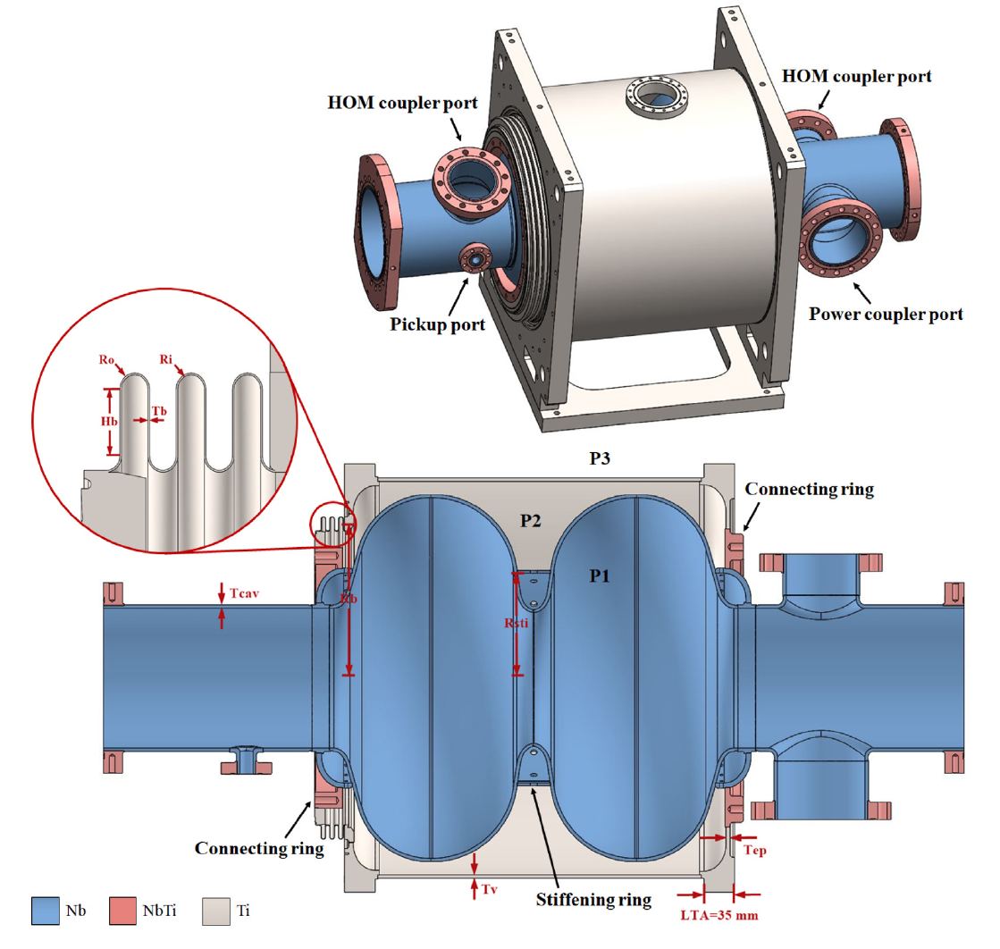 HOM coupler port
HOM coupler port
Pickup port
Power coupler port
Ro
Ri
Hb
Tb
P3
Connecting ring
P2
P1
Tcav
Rb
Rsti
Connecting ring
Tep
Tv
Stiffening ring
LTA=35 mm
Nb
NbTi
Ti